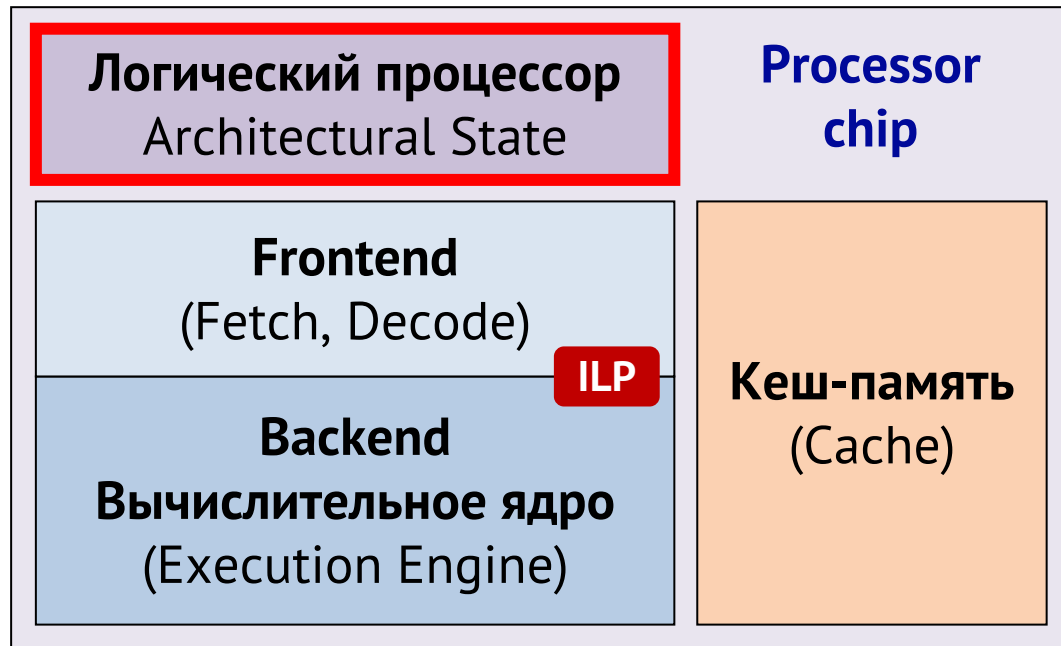 Логический процессор
Architectural State
Processor
chip
Frontend
(Fetch, Decode)
ILP
Backend
Вычислительное ядро
(Execution Engine)
Кеш-память
(Cache)